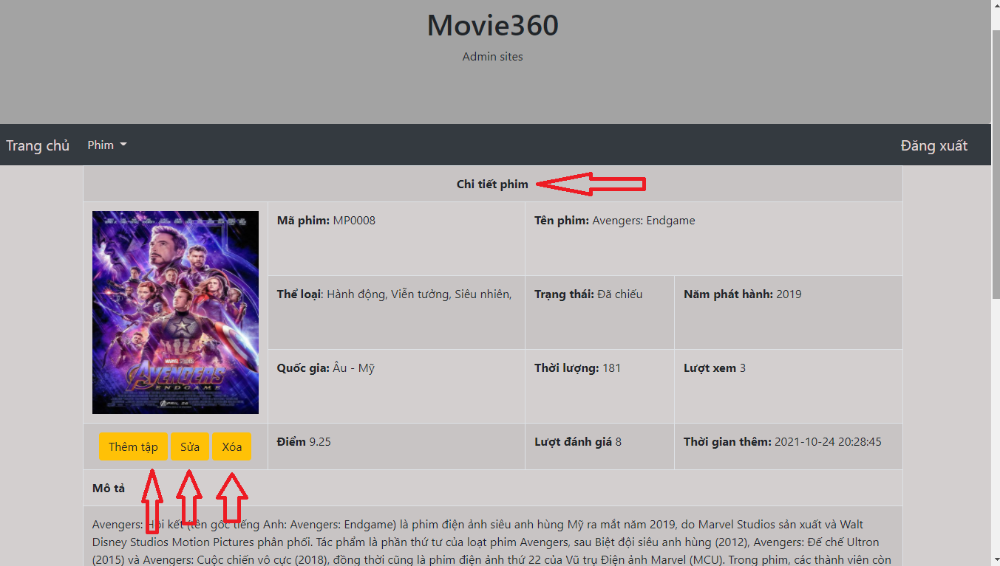 Movie360
Admin sites
Trang chủ Phim Đăng xuất
Chi tiết phim
Mã phim: MP0008 Tên phim: Avengers: Endgame
Thể loại: Hành động, Viễn tưởng, Siêu nhiên, Trạng thái: Đã chiếu Năm phát hành: 2019
Quốc gia: Âu - Mỹ Thời lượng: 181 Lượt xem 3
MARVEL STUDIOS
AVENGERS
ENDGAME
APRIL 26
Thêm tập Sửa Xóa Điểm 9.25 Lượt đánh giá 8 Thời gian thêm: 2021-10-24 20:28:45
Mô tả
Avengers: Hồi kết (tên gốc tiếng Anh: Avengers: Endgame) là phim điện ảnh siêu anh hùng Mỹ ra mắt năm 2019, do Marvel Studios sản xuất và Walt
Disney Studios Motion Pictures phân phối. Tác phẩm là phần thứ tư của loạt phim Avengers, sau Biệt đội siêu anh hùng (2012), Avengers: Đế chế Ultron
(2015) và Avengers: Cuộc chiến vô cực (2018), đồng thời cũng là phim điện ảnh thứ 22 của Vũ trụ Điện ảnh Marvel (MCU). Trong phim, các thành viên còn